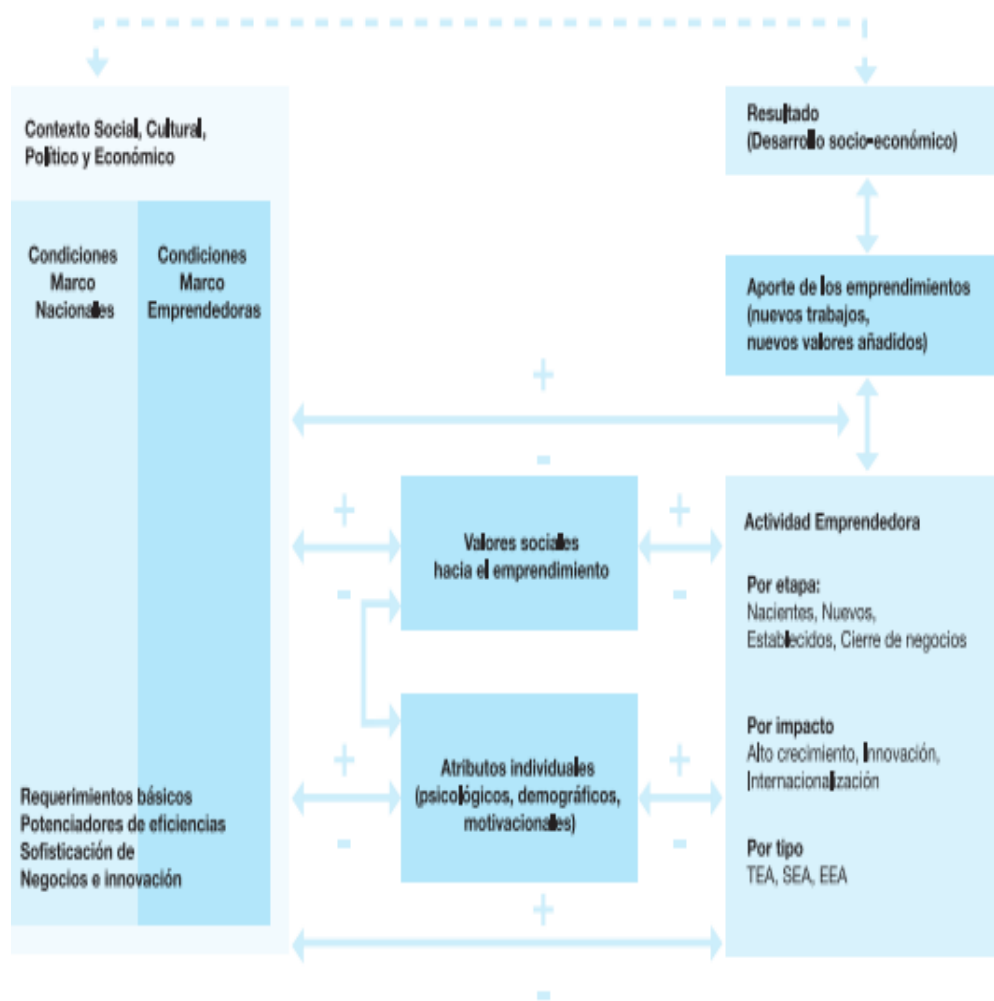 Contexto Social, Cultural,
Político y Económico
Condiciones
Marco
Nacionales
Condiciones
Marco
Emprendedoras
Requerimientos básicos
Potenciadores de eficiencias
Sofisticación de
Negocios e innovación
+
-
+
-
Valores sociales
hacia el emprendimiento
+
-
+
-
Atributos individuales
(psicológicos, demográficos,
motivacionales)
+
-
+
-
Resultado
(Desarrollo socio-económico)
Aporte de los emprendimientos
(nuevos trabajos,
nuevos valores añadidos)
Actividad Emprendedora
Por etapa:
Nacientes, Nuevos,
Establecidos, Cierre de negocios
Por impacto
Alto crecimiento, Innovación,
Internacionalización
Por tipo
TEA, SEA, EEA